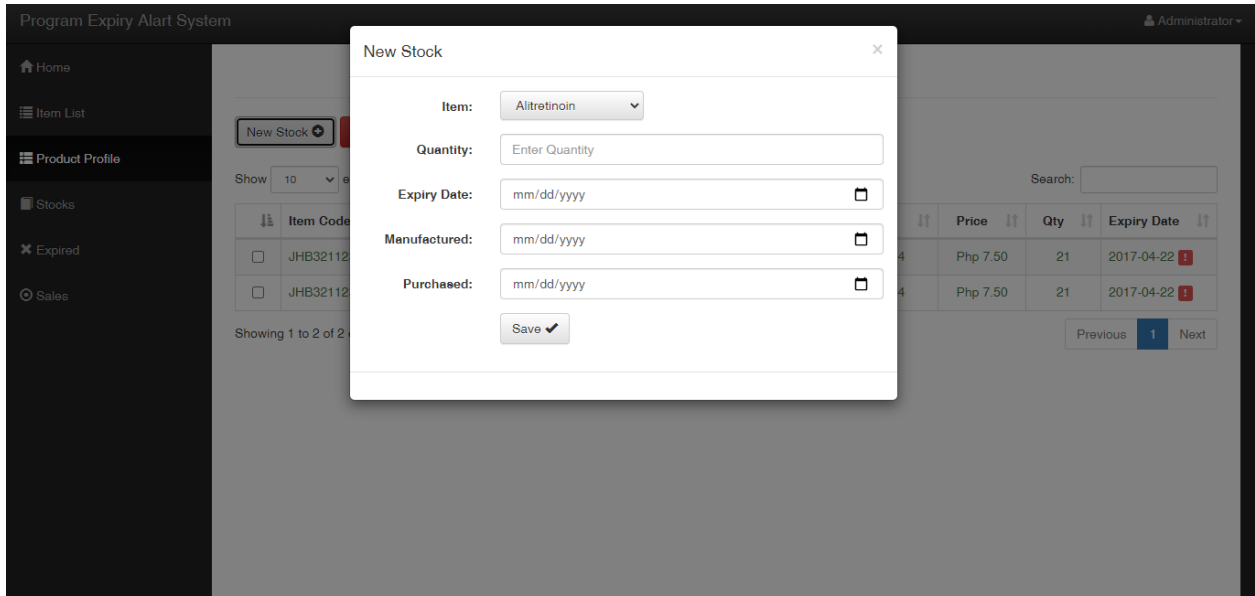 Program Expiry Alart System
Administrator
Home
Item List
Product Profile
Stocks
Expired
Sales
New Stock
Show 10
Search:
Item Code Price Qty Expiry Date
JHB32112 4 Php 7.50 21 2017-04-22
JHB32112 4 Php 7.50 21 2017-04-22
Showing 1 to 2 of 2
Previous 1 Next
New Stock ×
Item: Alitretinoin
Quantity: Enter Quantity
Expiry Date: mm/dd/yyyy
Manufactured: mm/dd/yyyy
Purchased: mm/dd/yyyy
Save